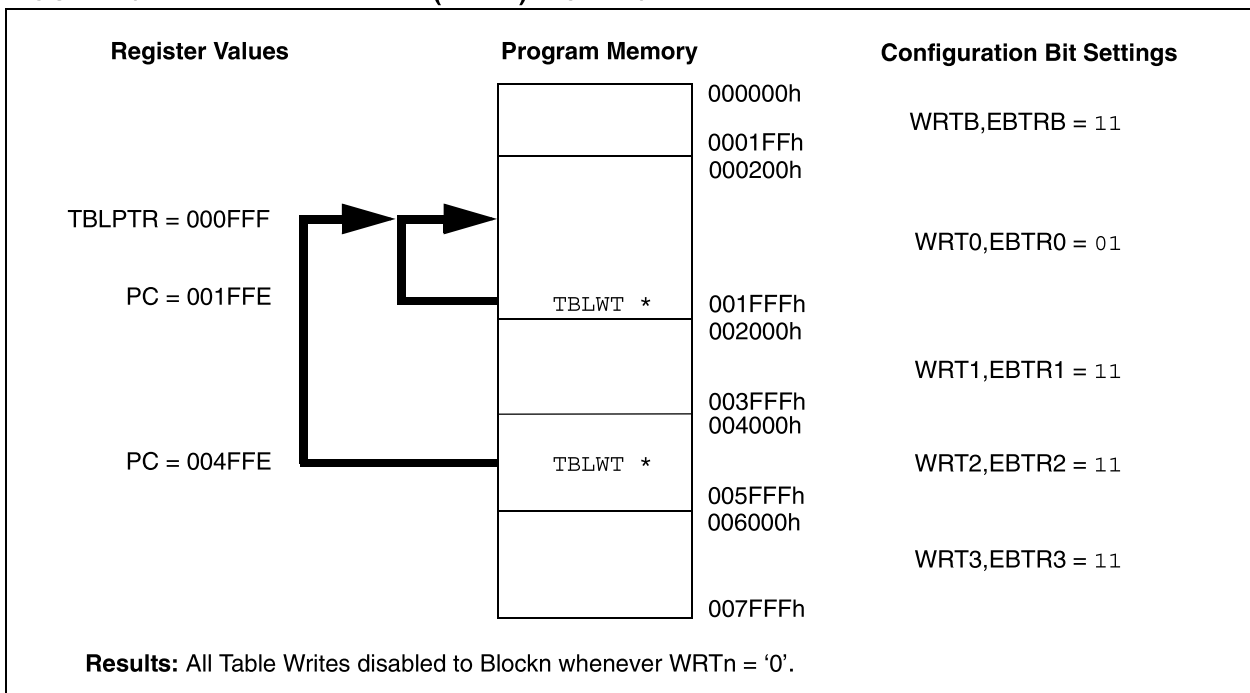 Register Values Program Memory Configuration Bit Settings
000000h
WRTB,EBTRB = 11
0001FFh
000200h
TBLPTR = 000FFF
WRT0,EBTR0 = 01
PC = 001FFE TBLWT * 001FFFh
002000h
WRT1,EBTR1 = 11
003FFFh
004000h
PC = 004FFE TBLWT * WRT2,EBTR2 = 11
005FFFh
006000h
WRT3,EBTR3 = 11
007FFFh
Results: All Table Writes disabled to Blockn whenever WRTn = ‘0’.